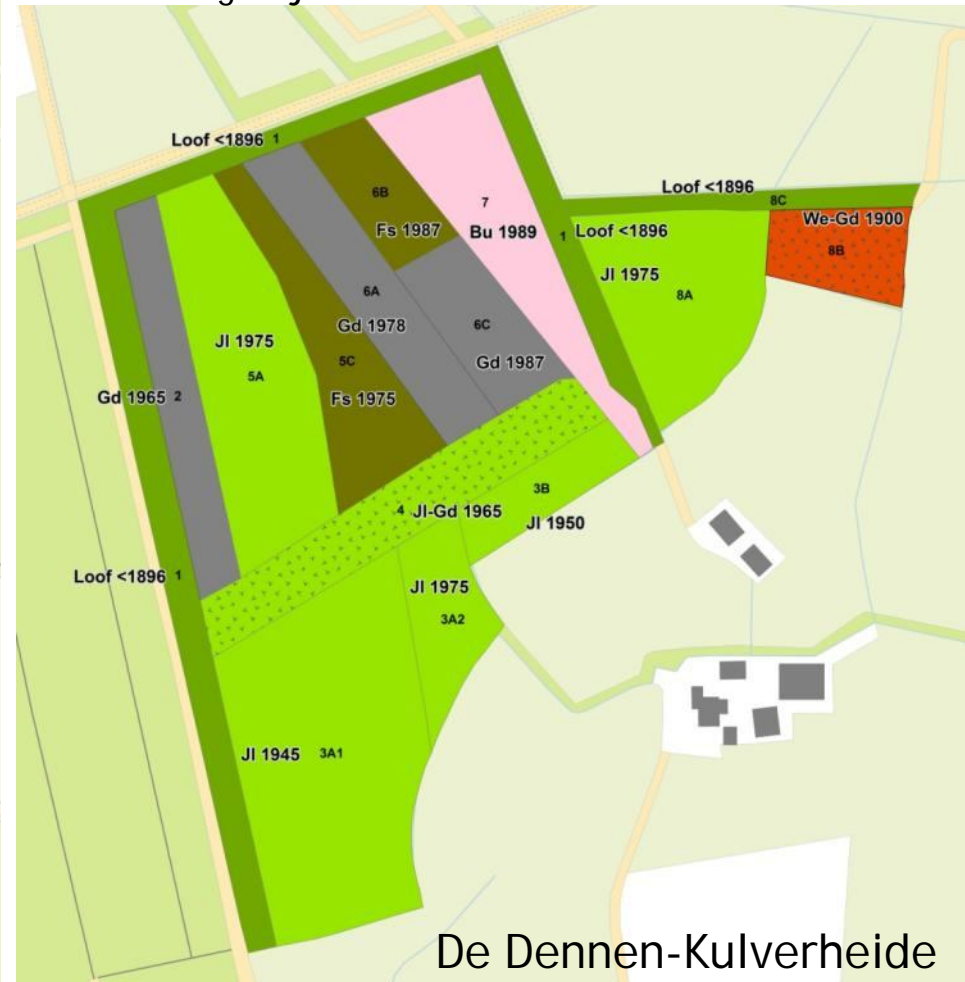 Loof <1896 1
Loof <1896
8C
We-Gd 1900
8B
6B
Fs 1987
7
Bu 1989
1 Loof <1896
Jl 1975
8A
6A
Gd 1978
6C
Gd 1987
Jl 1975
5A
5C
Fs 1975
Gd 1965 2
3B
4 Jl-Gd 1965
Jl 1950
Loof <1896 1
Jl 1975
3A2
Jl 1945 3A1
De Dennen-Kulverheide